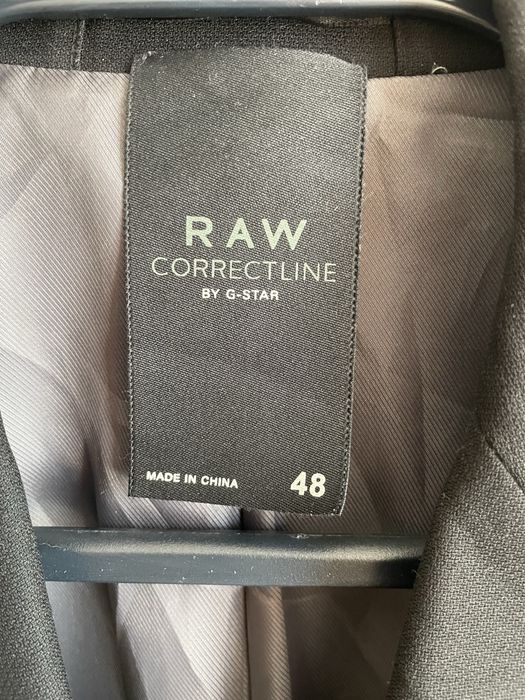 RAW
CORRECTLINE
BY G-STAR
MADE IN CHINA 48